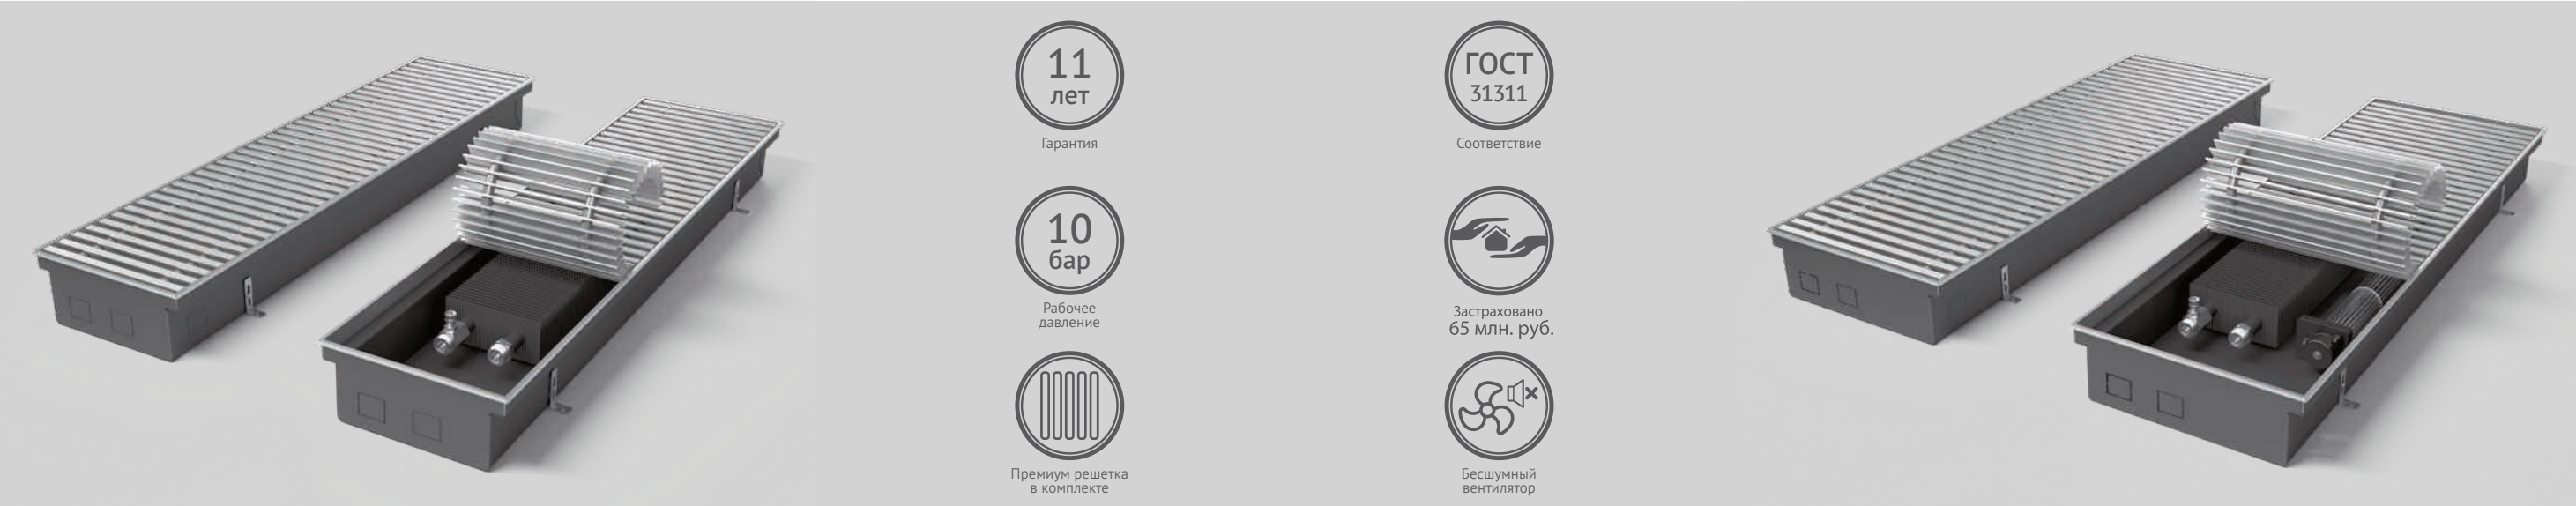 11
лет
Гарантия
ГОСТ
31311
Соответствие
10
бар
Рабочее
давление
Застраховано
65 млн. руб.
Премиум решетка
в комплекте
Бесшумный
вентилятор